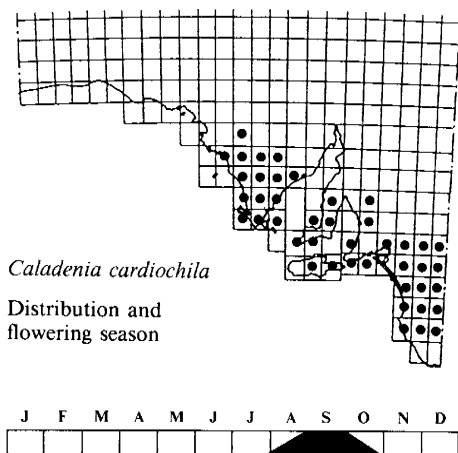 Caladenia cardiochila
Distribution and
flowering season
J F M A M J J A S O N D